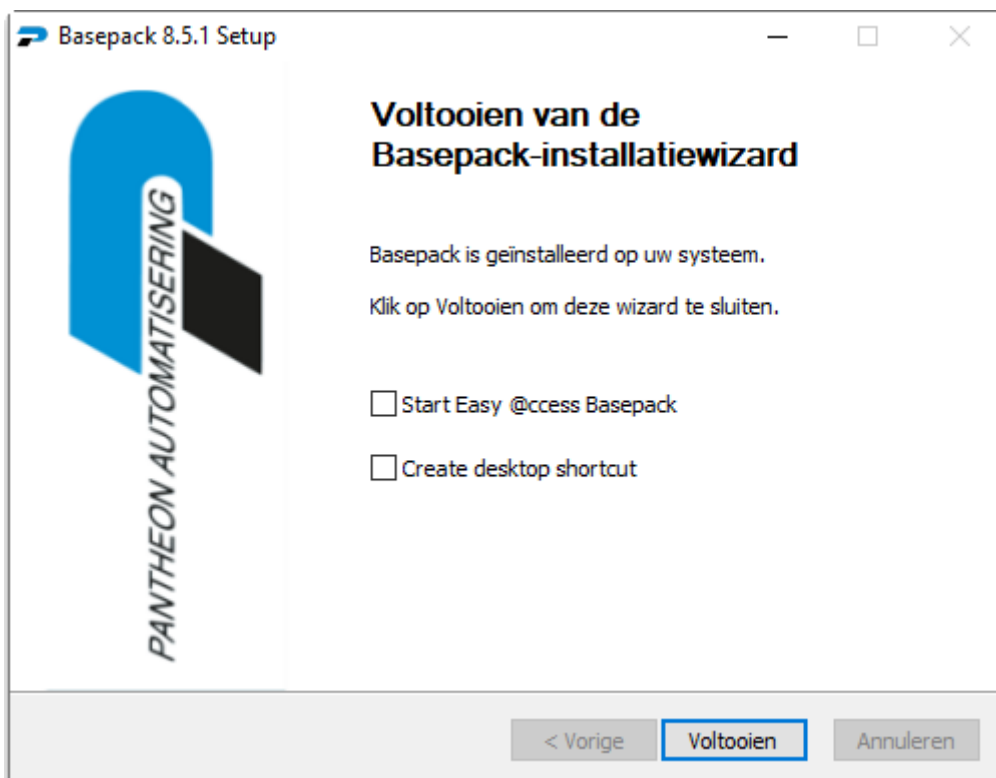 Basepack 8.5.1 Setup
PANTHEON AUTOMATISERING
Voltooien van de
Basepack-installatiewizard
Basepack is geïnstalleerd op uw systeem.
Klik op Voltooien om deze wizard te sluiten.
Start Easy @ccess Basepack
Create desktop shortcut
< Vorige
Voltooien
Annuleren